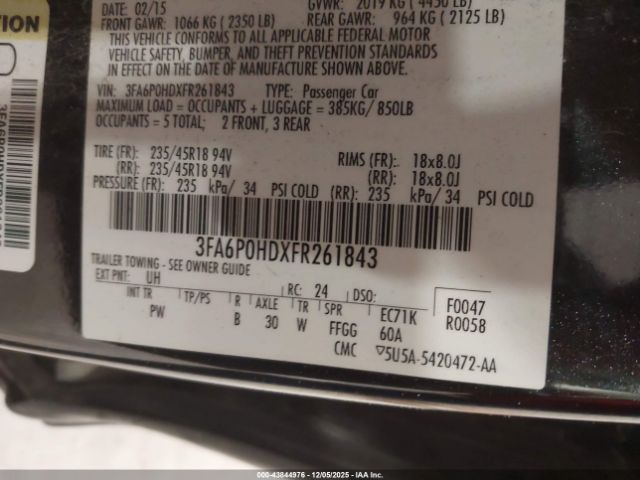 DATE: 02/15
GVWR: 2019 KG ( 4450 LB)
FRONT GAWR: 1066 KG ( 2350 LB)
REAR GAWR: 964 KG ( 2125 LB)
THIS VEHICLE CONFORMS TO ALL APPLICABLE FEDERAL MOTOR
VEHICLE SAFETY, BUMPER, AND THEFT PREVENTION STANDARDS
IN EFFECT ON THE DATE OF MANUFACTURE SHOWN ABOVE.
VIN: 3FA6P0HDXFR261843 TYPE: Passenger Car
MAXIMUM LOAD = OCCUPANTS + LUGGAGE = 385KG/ 850LB
OCCUPANTS = 5 TOTAL; 2 FRONT, 3 REAR
TIRE (FR): 235/45R18 94V RIMS (FR): 18x8.0J
(RR): 235/45R18 94V (RR): 18x8.0J
PRESSURE (FR): 235 kPa/ 34 PSI COLD (RR): 235 kPa/ 34 PSI COLD
3FA6P0HDXFR261843
TRAILER TOWING - SEE OWNER GUIDE
EXT PNT: UH RC: 24 DSO:
INT TR TP/PS R AXLE TR SPR EC71K F0047
PW B 30 W FFGG 60A R0058
CMC 5U5A-5420472-AA
000-43844976 - 12/05/2025 - IAA Inc.